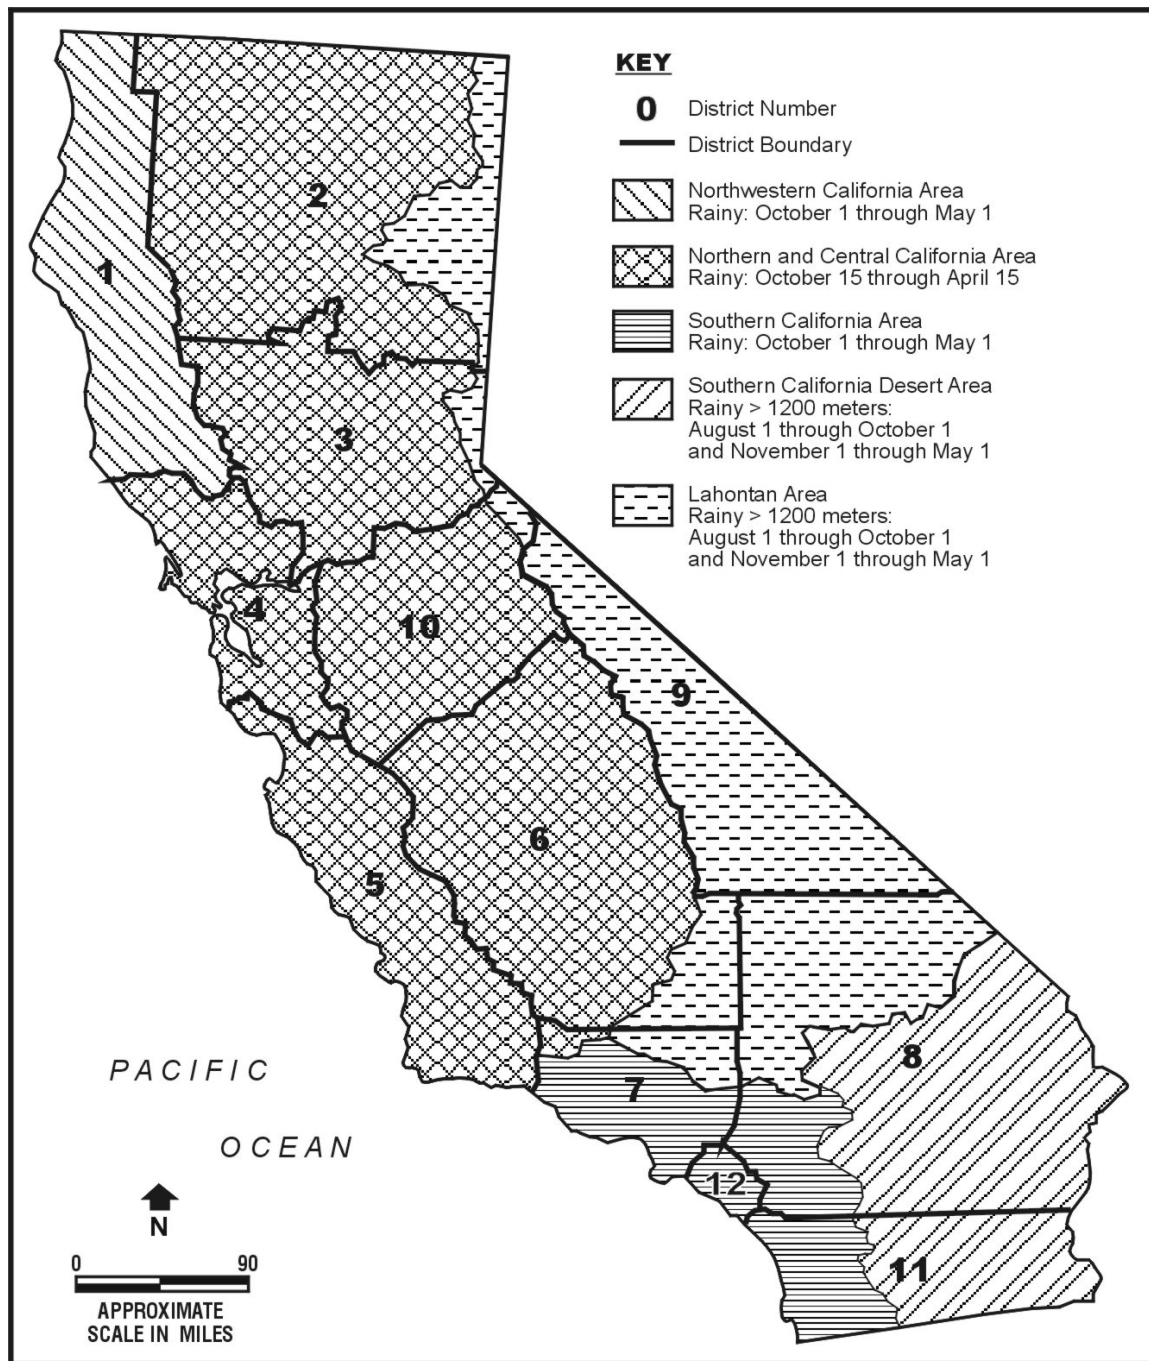 KEY
0 District Number
District Boundary
Northwestern California Area
Rainy: October 1 through May 1
Northern and Central California Area
Rainy: October 15 through April 15
Southern California Area
Rainy: October 1 through May 1
Southern California Desert Area
Rainy > 1200 meters:
August 1 through October 1
and November 1 through May 1
Lahontan Area
Rainy > 1200 meters:
August 1 through October 1
and November 1 through May 1
2
1
3
4
10
9
6
5
8
7
12
11
PACIFIC
OCEAN
N
0 90
APPROXIMATE
SCALE IN MILES